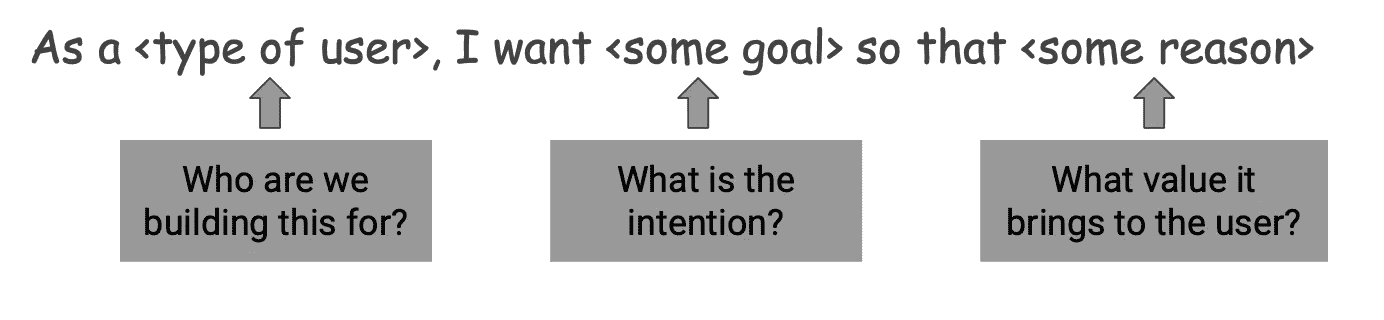 As a <type of user>, I want <some goal> so that <some reason>
Who are we
building this for?
What is the
intention?
What value it
brings to the user?